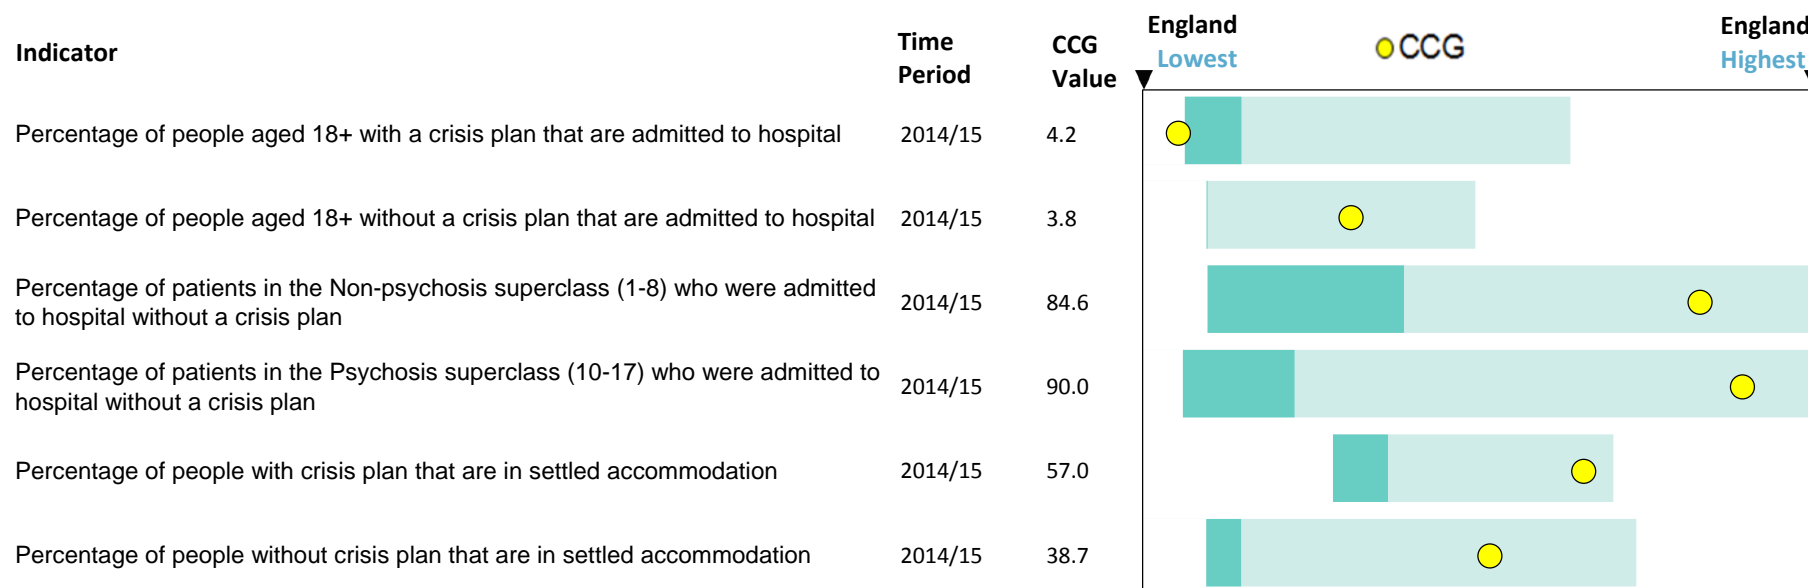 Indicator
Time
Period
CCG
Value
England
Lowest
CCG
England
Highest
Percentage of people aged 18+ with a crisis plan that are admitted to hospital 2014/15 4.2
Percentage of people aged 18+ without a crisis plan that are admitted to hospital 2014/15 3.8
Percentage of patients in the Non-psychosis superclass (1-8) who were admitted
to hospital without a crisis plan
2014/15 84.6
Percentage of patients in the Psychosis superclass (10-17) who were admitted to
hospital without a crisis plan
2014/15 90.0
Percentage of people with crisis plan that are in settled accommodation 2014/15 57.0
Percentage of people without crisis plan that are in settled accommodation 2014/15 38.7